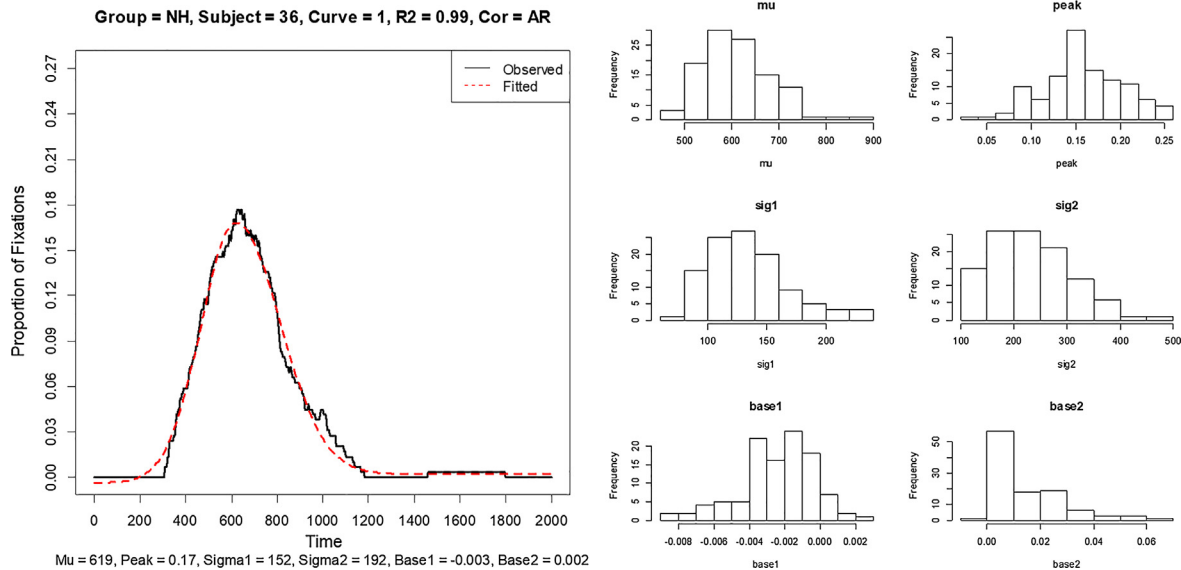 Group = NH, Subject = 36, Curve = 1, R2 = 0.99, Cor = AR
Observed
Fitted
Proportion of Fixations
0.27
0.24
0.21
0.18
0.15
0.12
0.09
0.06
0.03
0.00
0 200 400 600 800 1000 1200 1400 1600 1800 2000
Time
Mu = 619, Peak = 0.17, Sigma1 = 152, Sigma2 = 192, Base1 = -0.003, Base2 = 0.002
mu
Frequency
0 5 15 25
500 600 700 800 900
mu
peak
Frequency
0 5 10 20
0.05 0.10 0.15 0.20 0.25
peak
sig1
Frequency
0 5 10 20
100 150 200
sig1
sig2
Frequency
0 5 10 20
100 200 300 400 500
sig2
base1
Frequency
0 5 10 15 20
-0.008 -0.006 -0.004 -0.002 0.000 0.002
base1
base2
Frequency
0 10 30 50
0.00 0.02 0.04 0.06
base2